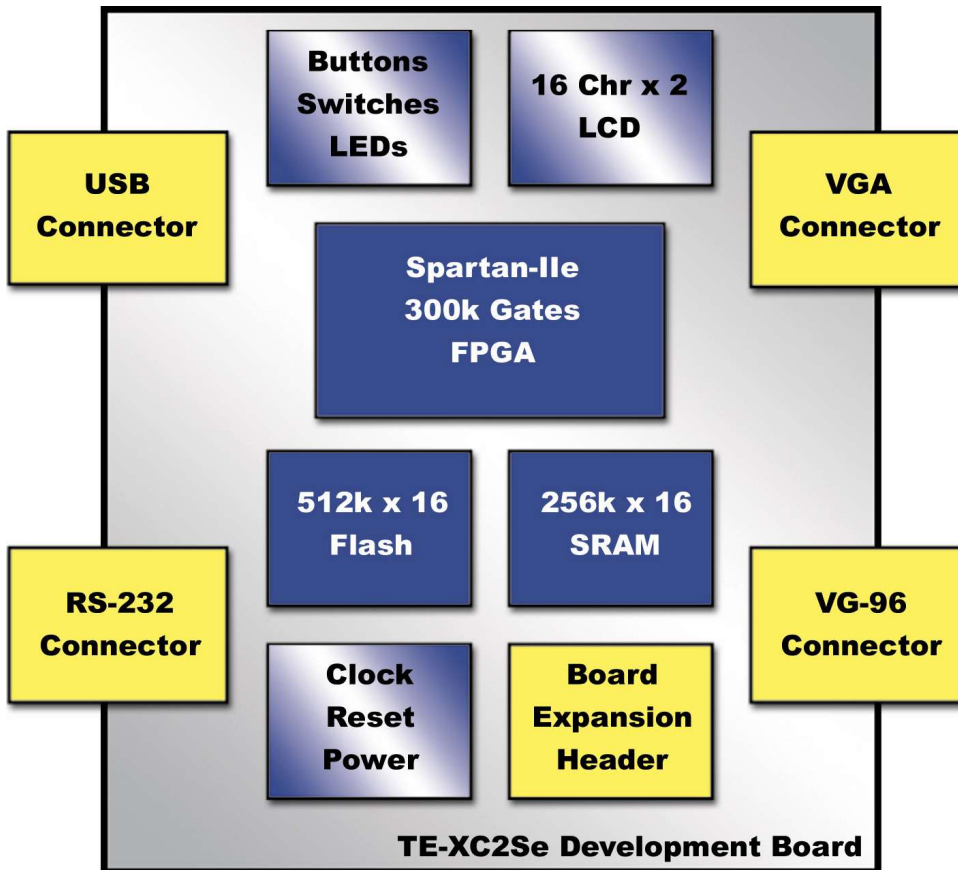 Buttons
Switches
LEDs
16 Chr x 2
LCD
USB
Connector
VGA
Connector
Spartan-IIe
300k Gates
FPGA
512k x 16
Flash
256k x 16
SRAM
RS-232
Connector
VG-96
Connector
Clock
Reset
Power
Board
Expansion
Header
TE-XC2Se Development Board